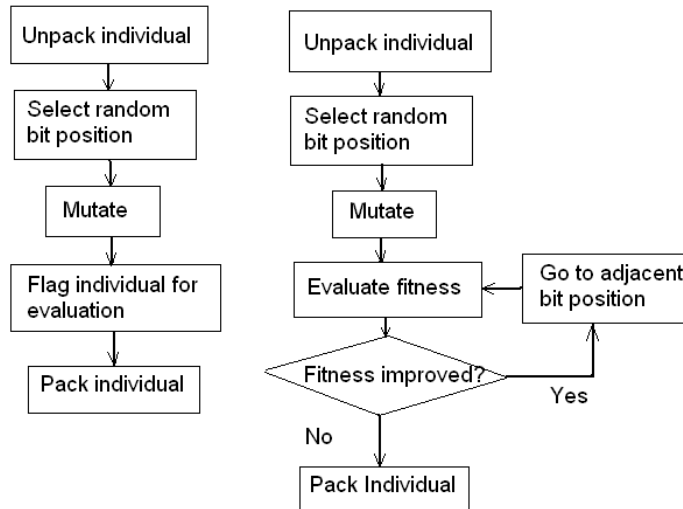 Unpack individual
Select random
bit position
Mutate
Flag individual for
evaluation
Pack individual
Unpack individual
Select random
bit position
Mutate
Evaluate fitness
Go to adjacent
bit position
Fitness improved?
Yes
No
Pack Individual